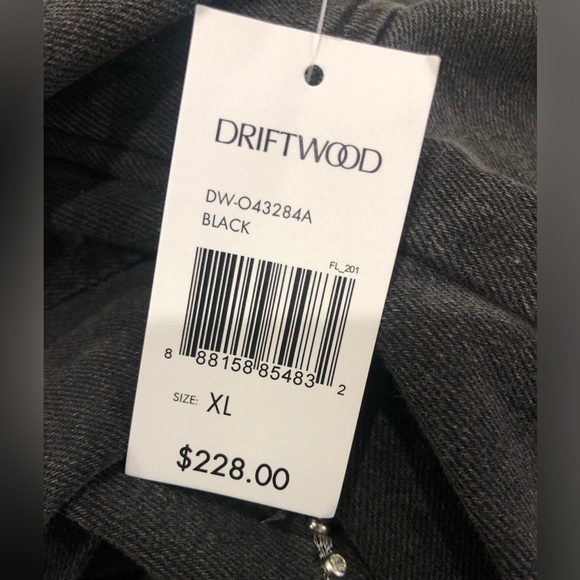 DRIFTWOOD
DW-O43284A
BLACK
FL_201
8 88158 85483 2
SIZE: XL
$228.00